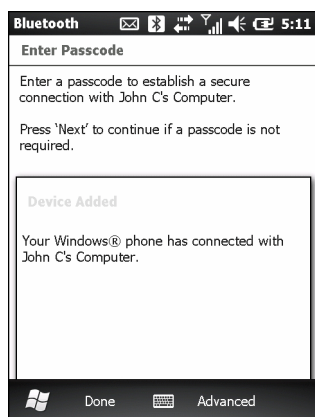 Bluetooth 5:11
Enter Passcode
Enter a passcode to establish a secure
connection with John C's Computer.
Press 'Next' to continue if a passcode is not
required.
Device Added
Your Windows® phone has connected with
John C's Computer.
Done Advanced